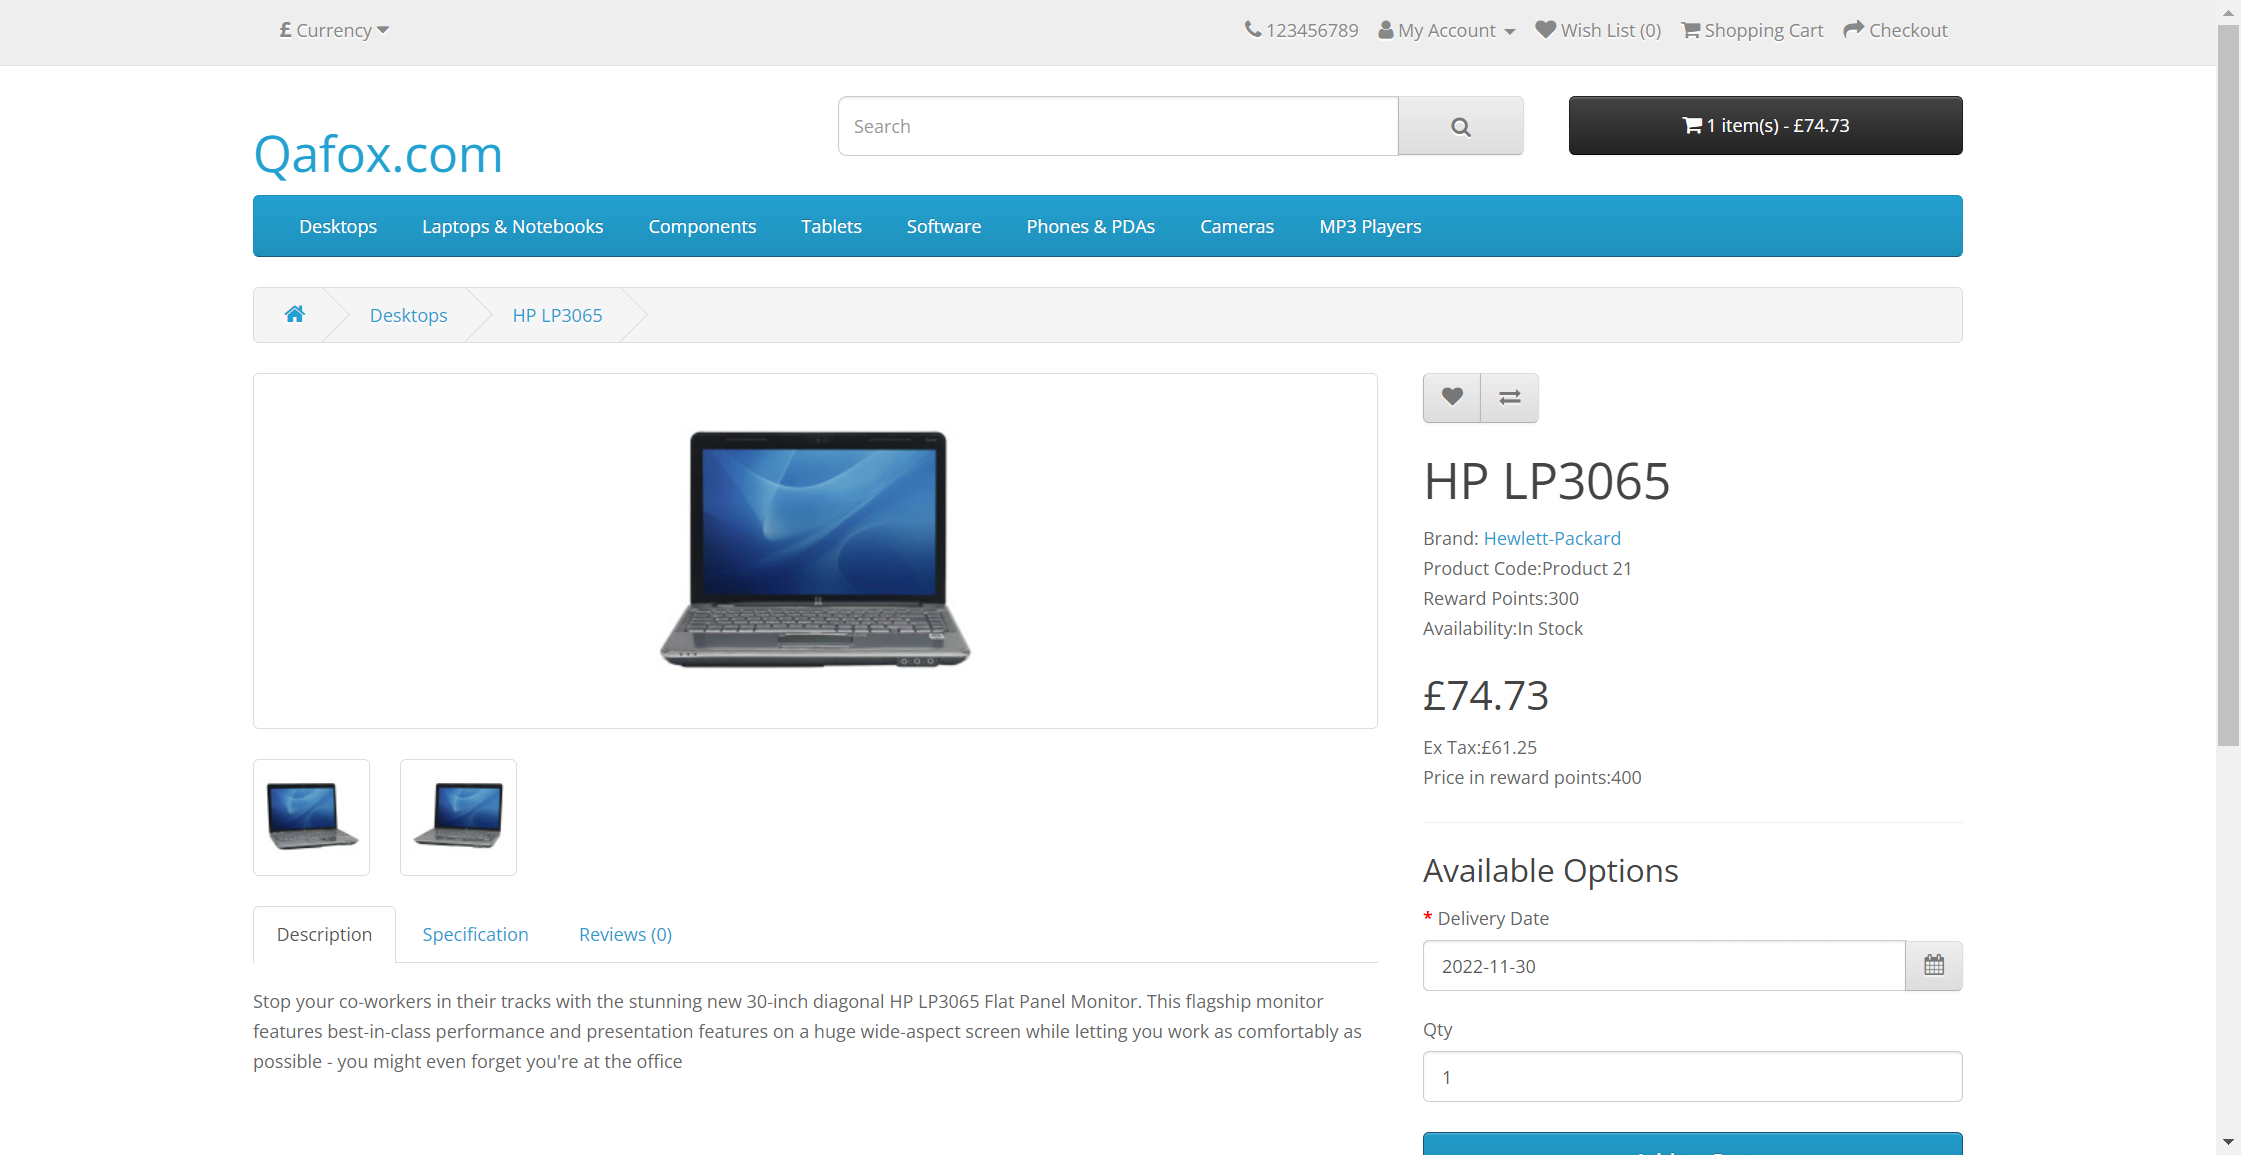 £ Currency
123456789 My Account Wish List (0) Shopping Cart Checkout
Qafox.com
Search
1 item(s) - £74.73
Desktops Laptops & Notebooks Components Tablets Software Phones & PDAs Cameras MP3 Players
Desktops HP LP3065
HP LP3065
Brand: Hewlett-Packard
Product Code:Product 21
Reward Points:300
Availability:In Stock
£74.73
Ex Tax:£61.25
Price in reward points:400
Available Options
* Delivery Date
2022-11-30
Qty
1
Description Specification Reviews (0)
Stop your co-workers in their tracks with the stunning new 30-inch diagonal HP LP3065 Flat Panel Monitor. This flagship monitor
features best-in-class performance and presentation features on a huge wide-aspect screen while letting you work as comfortably as
possible - you might even forget you're at the office